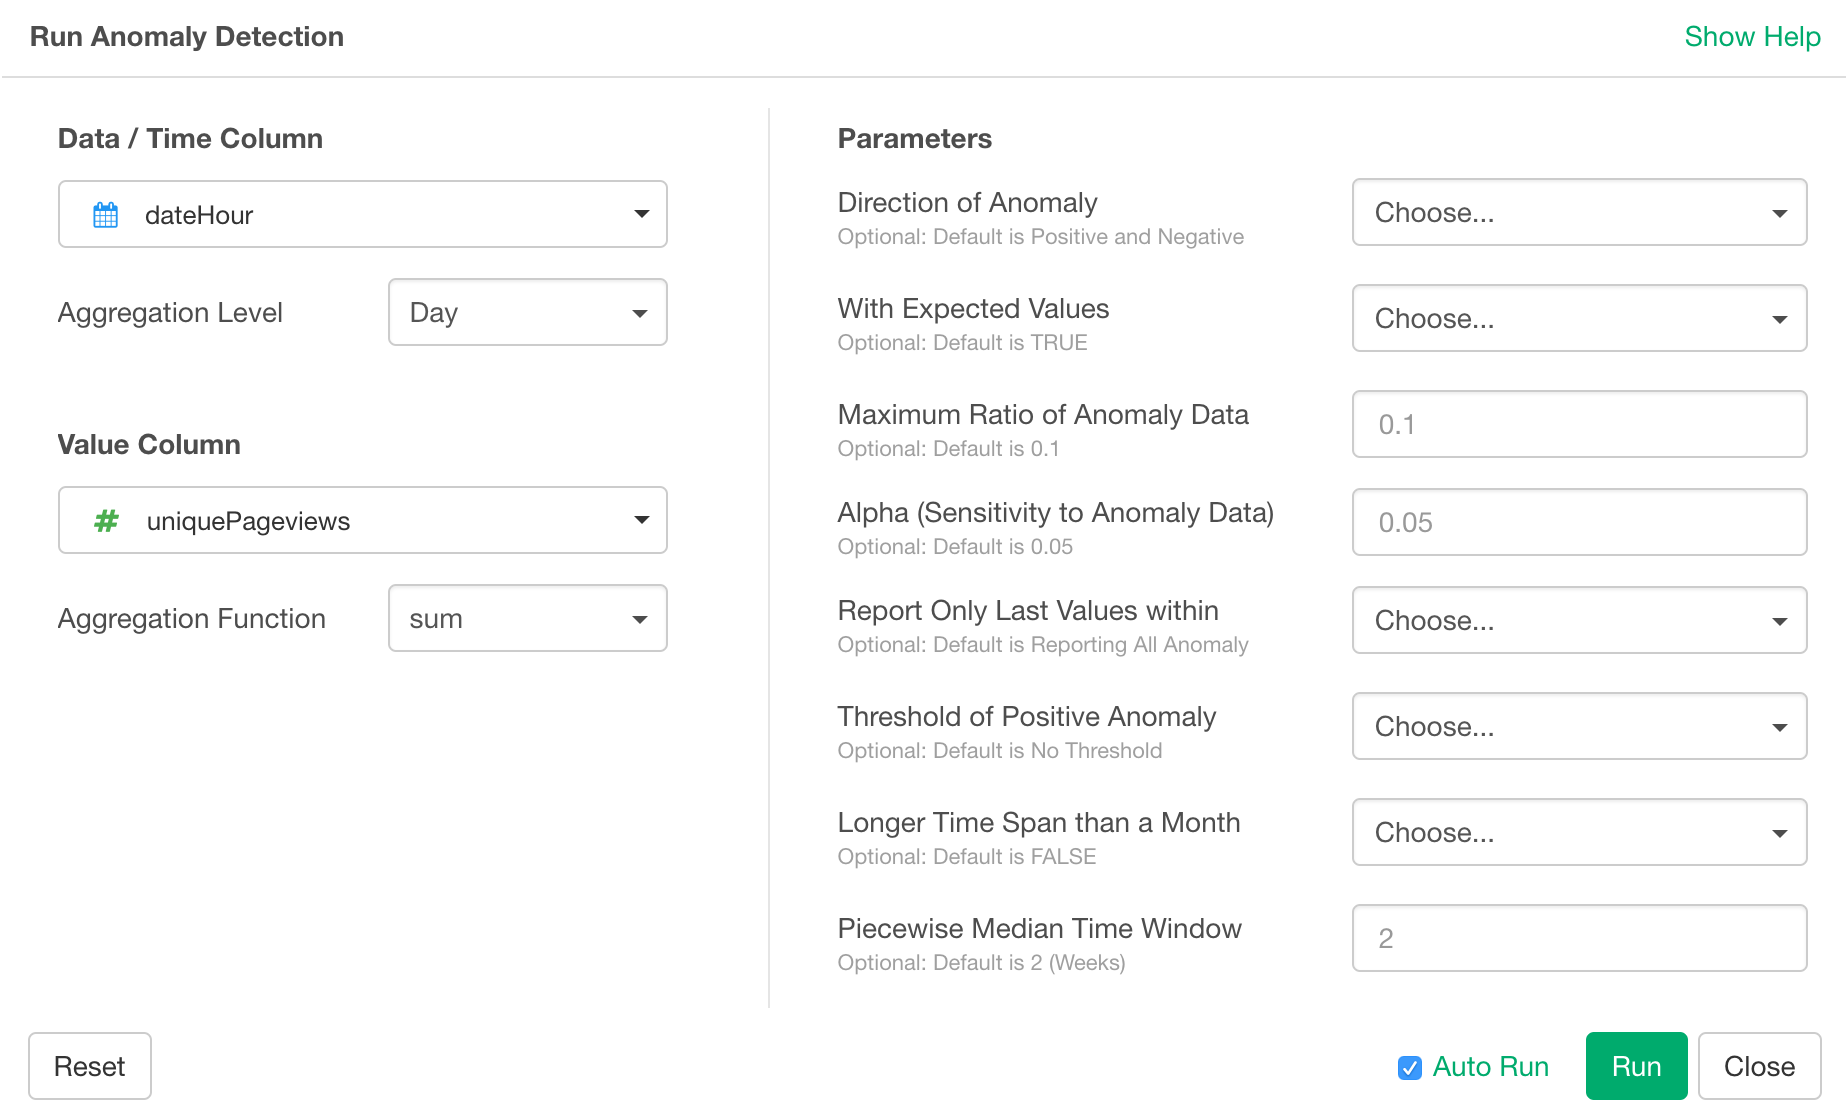 Run Anomaly Detection
Show Help
Data / Time Column
dateHour
Aggregation Level
Day
Value Column
uniquePageviews
Aggregation Function
sum
Parameters
Direction of Anomaly
Choose...
Optional: Default is Positive and Negative
With Expected Values
Choose...
Optional: Default is TRUE
Maximum Ratio of Anomaly Data
0.1
Optional: Default is 0.1
Alpha (Sensitivity to Anomaly Data)
0.05
Optional: Default is 0.05
Report Only Last Values within
Choose...
Optional: Default is Reporting All Anomaly
Threshold of Positive Anomaly
Choose...
Optional: Default is No Threshold
Longer Time Span than a Month
Choose...
Optional: Default is FALSE
Piecewise Median Time Window
2
Optional: Default is 2 (Weeks)
Reset
Auto Run
Run
Close